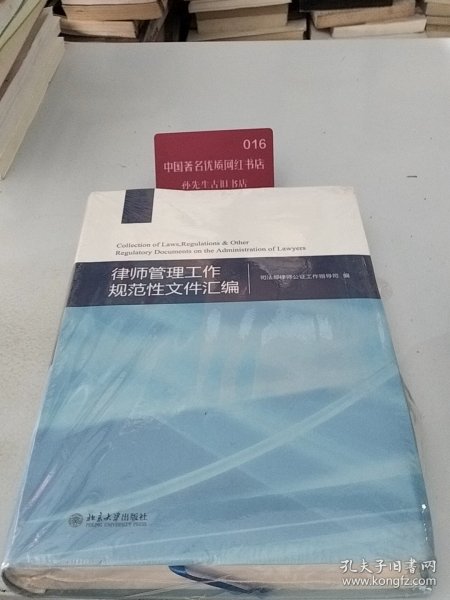 016
中国著名优质网红书店
孙先生古旧书店
Collection of Laws,Regulations & Other
Regulatory Documents on the Administration of Lawyers
律师管理工作
规范性文件汇编
司法部律师公证工作指导司 编
北京大学出版社
PEKING UNIVERSITY PRESS
孔夫子旧书网
www.kongfz.com